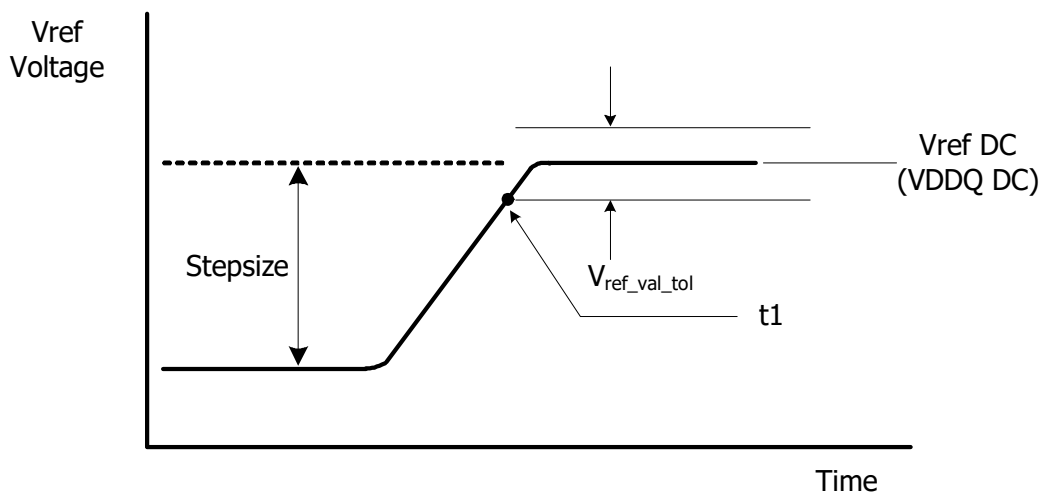 Vref
Voltage
Vref DC
(VDDQ DC)
Stepsize
Vref_val_tol
t1
Time